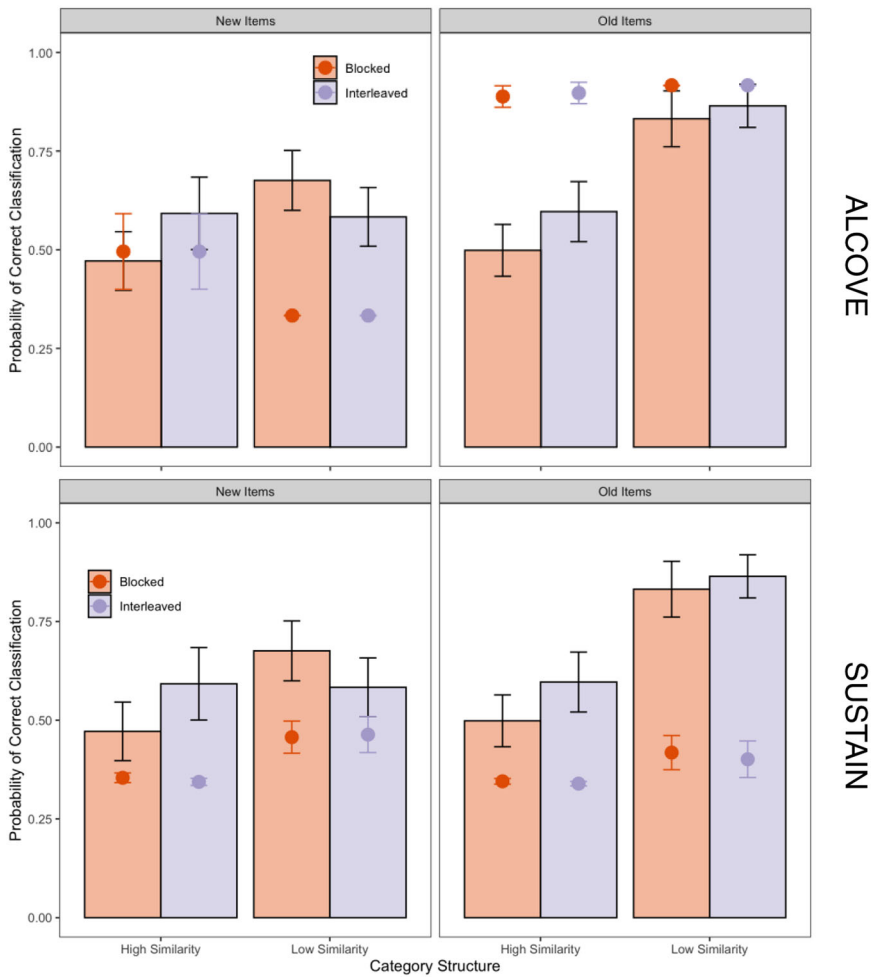 New Items
Old Items
1.00
0.75
0.50
0.25
0.00
Probability of Correct Classification
Blocked
Interleaved
ALCOVE
New Items
Old Items
1.00
0.75
0.50
0.25
0.00
Probability of Correct Classification
Blocked
Interleaved
SUSTAIN
High Similarity
Low Similarity
High Similarity
Low Similarity
Category Structure